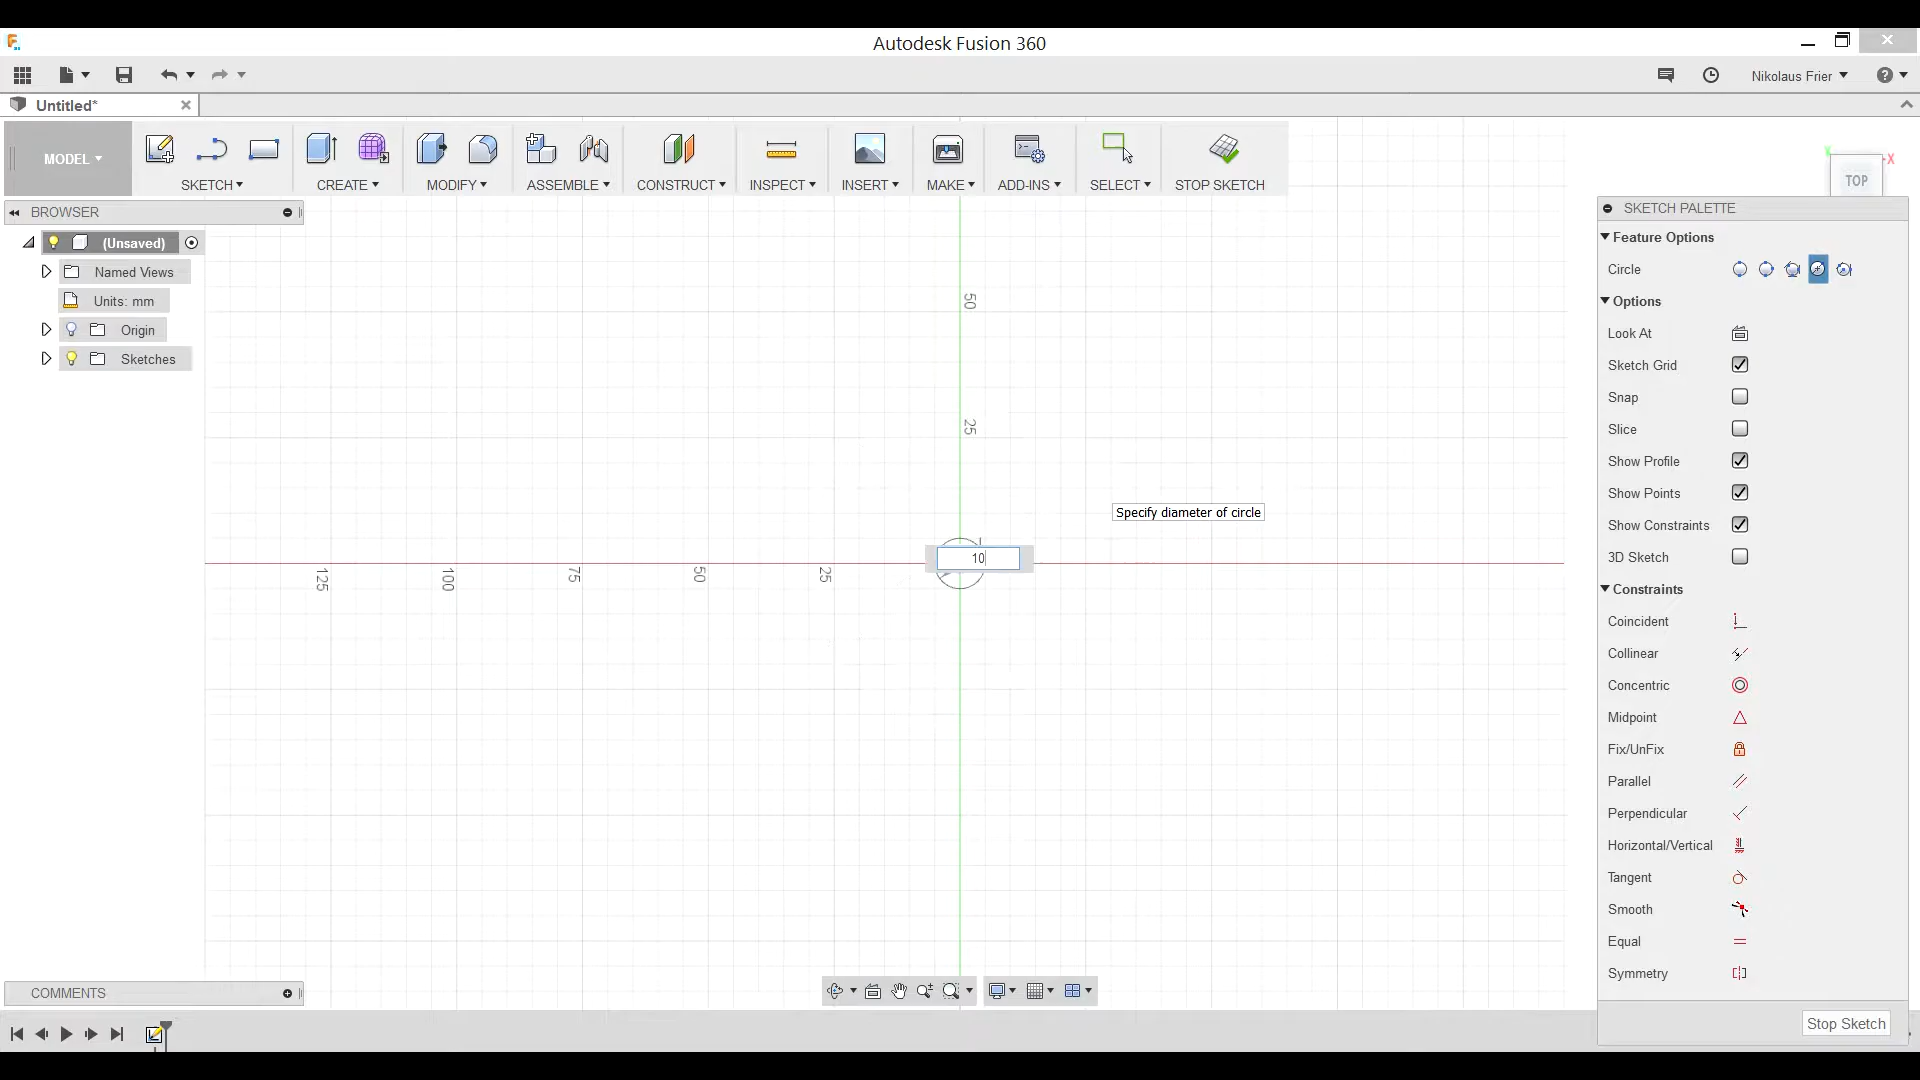 Autodesk Fusion 360
Nikolaus Frier
Untitled*
MODEL
SKETCH
CREATE
MODIFY
ASSEMBLE
CONSTRUCT
INSPECT
INSERT
MAKE
ADD-INS
SELECT
STOP SKETCH
Y
X
TOP
BROWSER
(Unsaved)
Named Views
Units: mm
Origin
Sketches
50
25
125
100
75
50
25
Specify diameter of circle
10
SKETCH PALETTE
Feature Options
Circle
Options
Look At
Sketch Grid
Snap
Slice
Show Profile
Show Points
Show Constraints
3D Sketch
Constraints
Coincident
Collinear
Concentric
Midpoint
Fix/UnFix
Parallel
Perpendicular
Horizontal/Vertical
Tangent
Smooth
Equal
Symmetry
Stop Sketch
COMMENTS